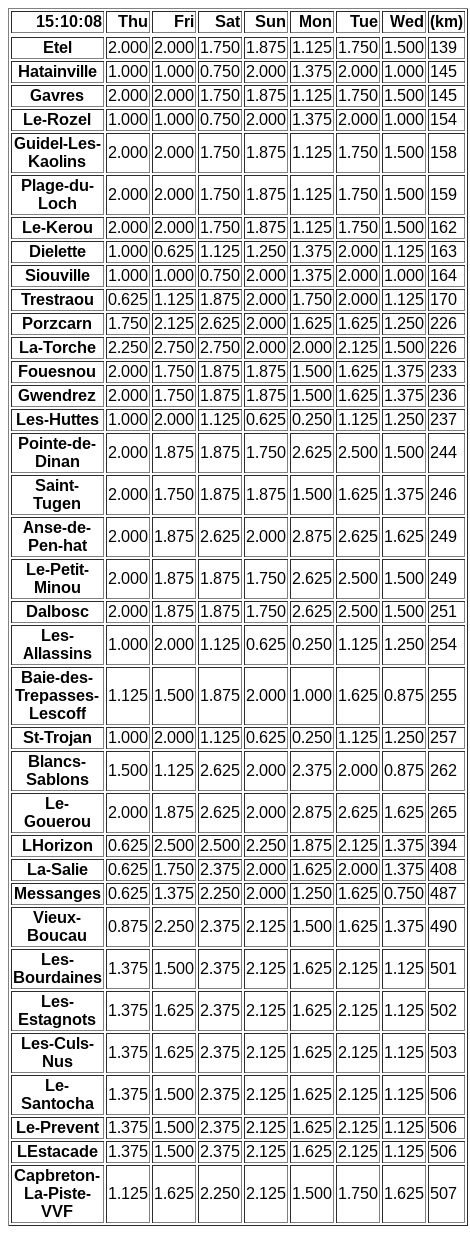 15:10:08 Thu Fri Sat Sun Mon Tue Wed (km)
Etel 2.000 2.000 1.750 1.875 1.125 1.750 1.500 139
Hatainville 1.000 1.000 0.750 2.000 1.375 2.000 1.000 145
Gavres 2.000 2.000 1.750 1.875 1.125 1.750 1.500 145
Le-Rozel 1.000 1.000 0.750 2.000 1.375 2.000 1.000 154
Guidel-Les-
Kaolins 2.000 2.000 1.750 1.875 1.125 1.750 1.500 158
Plage-du-
Loch 2.000 2.000 1.750 1.875 1.125 1.750 1.500 159
Le-Kerou 2.000 2.000 1.750 1.875 1.125 1.750 1.500 162
Dielette 1.000 0.625 1.125 1.250 1.375 2.000 1.125 163
Siouville 1.000 1.000 0.750 2.000 1.375 2.000 1.000 164
Trestraou 0.625 1.125 1.875 2.000 1.750 2.000 1.125 170
Porzcarn 1.750 2.125 2.625 2.000 1.625 1.625 1.250 226
La-Torche 2.250 2.750 2.750 2.000 2.000 2.125 1.500 226
Fouesnou 2.000 1.750 1.875 1.875 1.500 1.625 1.375 233
Gwendrez 2.000 1.750 1.875 1.875 1.500 1.625 1.375 236
Les-Huttes 1.000 2.000 1.125 0.625 0.250 1.125 1.250 237
Pointe-de-
Dinan 2.000 1.875 1.875 1.750 2.625 2.500 1.500 244
Saint-
Tugen 2.000 1.750 1.875 1.875 1.500 1.625 1.375 246
Anse-de-
Pen-hat 2.000 1.875 2.625 2.000 2.875 2.625 1.625 249
Le-Petit-
Minou 2.000 1.875 1.875 1.750 2.625 2.500 1.500 249
Dalbosc 2.000 1.875 1.875 1.750 2.625 2.500 1.500 251
Les-
Allassins 1.000 2.000 1.125 0.625 0.250 1.125 1.250 254
Baie-des-
Trepasses-
Lescoff 1.125 1.500 1.875 2.000 1.000 1.625 0.875 255
St-Trojan 1.000 2.000 1.125 0.625 0.250 1.125 1.250 257
Blancs-
Sablons 1.500 1.125 2.625 2.000 2.375 2.000 0.875 262
Le-
Gouerou 2.000 1.875 2.625 2.000 2.875 2.625 1.625 265
LHorizon 0.625 2.500 2.500 2.250 1.875 2.125 1.375 394
La-Salie 0.625 1.750 2.375 2.000 1.625 2.000 1.375 408
Messanges 0.625 1.375 2.250 2.000 1.250 1.625 0.750 487
Vieux-
Boucau 0.875 2.250 2.375 2.125 1.500 1.625 1.375 490
Les-
Bourdaines 1.375 1.500 2.375 2.125 1.625 2.125 1.125 501
Les-
Estagnots 1.375 1.625 2.375 2.125 1.625 2.125 1.125 502
Les-Culs-
Nus 1.375 1.625 2.375 2.125 1.625 2.125 1.125 503
Le-
Santocha 1.375 1.500 2.375 2.125 1.625 2.125 1.125 506
Le-Prevent 1.375 1.500 2.375 2.125 1.625 2.125 1.125 506
LEstacade 1.375 1.500 2.375 2.125 1.625 2.125 1.125 506
Capbreton-
La-Piste-
VVF 1.125 1.625 2.250 2.125 1.500 1.750 1.625 507